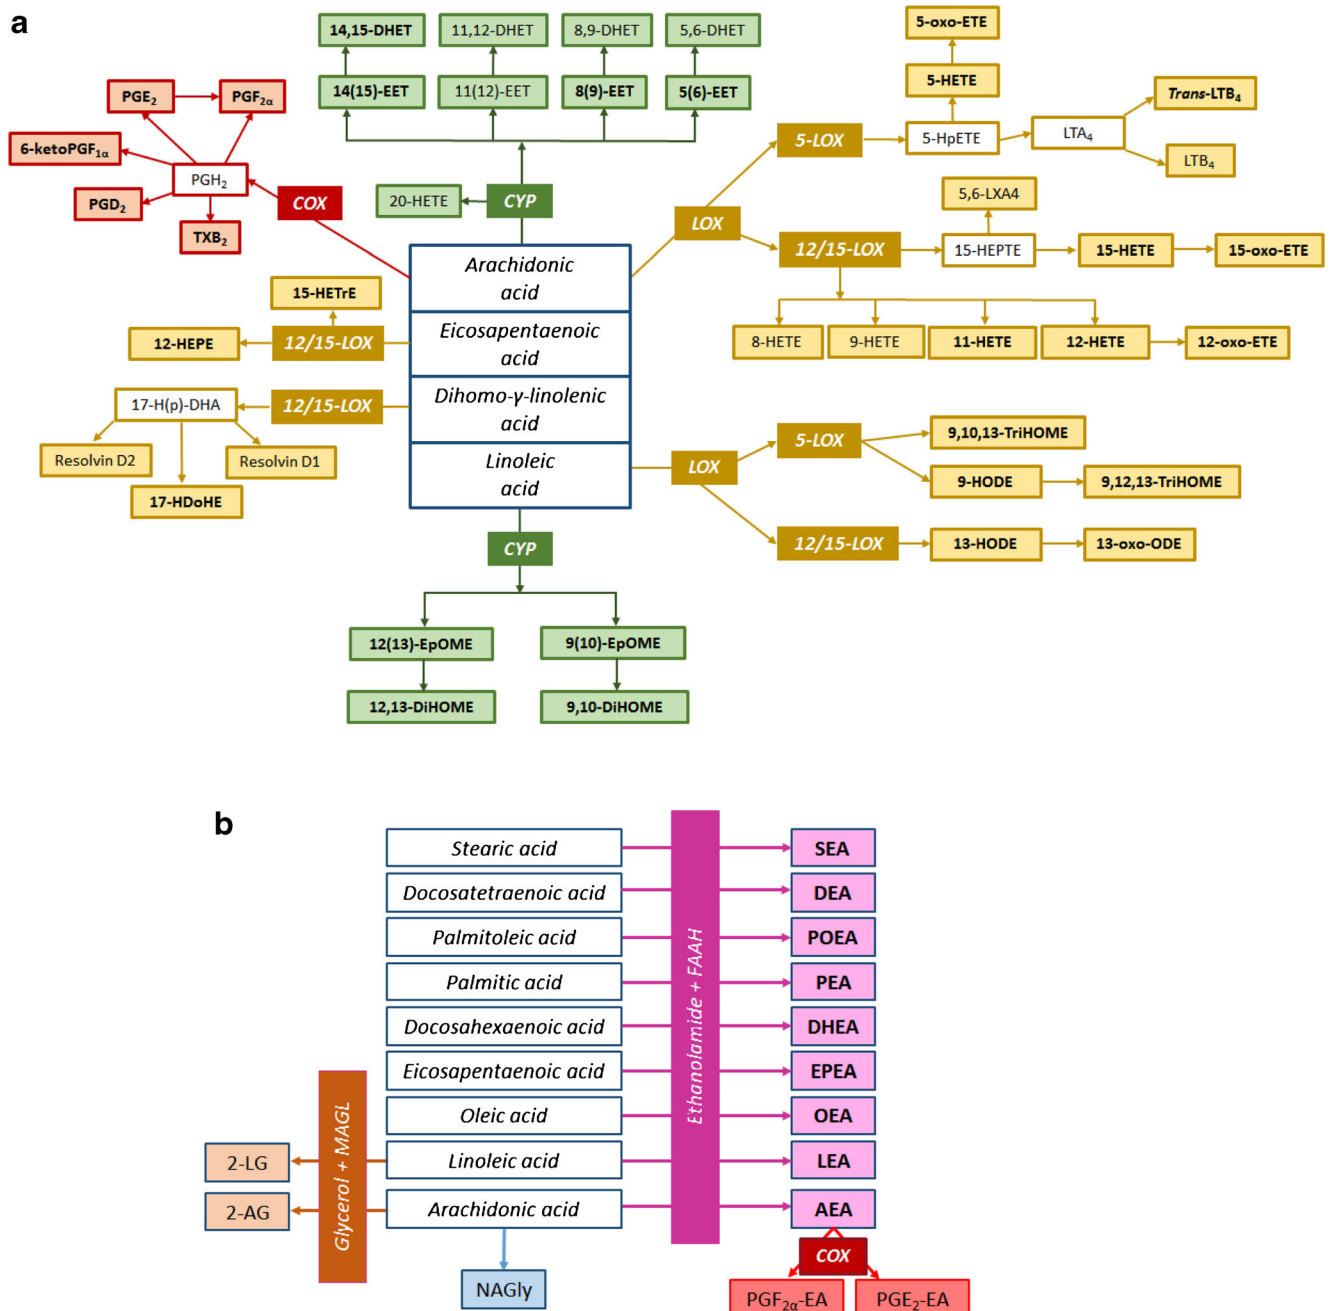 a
14,15-DHET
11,12-DHET
8,9-DHET
5,6-DHET
14(15)-EET
11(12)-EET
8(9)-EET
5(6)-EET
PGE2
PGF2α
6-ketoPGF1α
PGH2
PGD2
TXB2
COX
20-HETE
CYP
5-oxo-ETE
5-HETE
5-LOX
5-HpETE
LTA4
Trans-LTB4
LTB4
LOX
5,6-LXA4
12/15-LOX
15-HEPTE
15-HETE
15-oxo-ETE
8-HETE
9-HETE
11-HETE
12-HETE
12-oxo-ETE
Arachidonic
acid
Eicosapentaenoic
acid
Dihomo-γ-linolenic
acid
Linoleic
acid
15-HETrE
12-HEPE
12/15-LOX
17-H(p)-DHA
12/15-LOX
Resolvin D2
Resolvin D1
17-HDoHE
LOX
5-LOX
9,10,13-TriHOME
9-HODE
9,12,13-TriHOME
12/15-LOX
13-HODE
13-oxo-ODE
CYP
12(13)-EpOME
9(10)-EpOME
12,13-DiHOME
9,10-DiHOME
b
Stearic acid
SEA
Docosatetraenoic acid
DEA
Palmitoleic acid
POEA
Palmitic acid
PEA
Docosahexaenoic acid
DHEA
Eicosapentaenoic acid
EPEA
Oleic acid
OEA
Linoleic acid
LEA
Arachidonic acid
AEA
Ethanolamide + FAAH
Glycerol + MAGL
2-LG
2-AG
NAGly
COX
PGF2α-EA
PGE2-EA